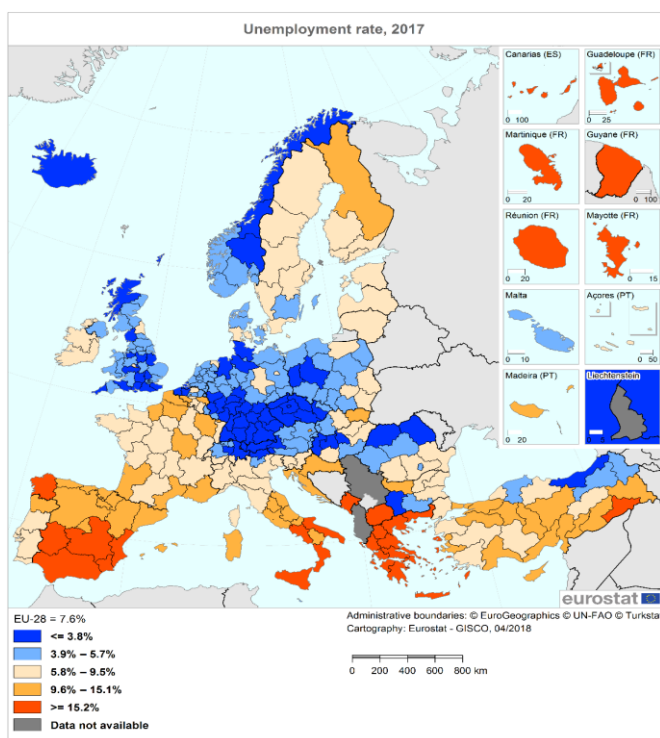 Unemployment rate, 2017
Canarias (ES)
0 100
Guadeloupe (FR)
0 25
Martinique (FR)
0 20
Guyane (FR)
0 100
Réunion (FR)
0 20
Mayotte (FR)
0 15
Malta
0 10
Açores (PT)
0 50
Madeira (PT)
0 20
Liechtenstein
eurostat
EU-28 = 7.6%
<= 3.8%
3.9% – 5.7%
5.8% – 9.5%
9.6% – 15.1%
>= 15.2%
Data not available
Administrative boundaries: © EuroGeographics © UN-FAO © Turkstat
Cartography: Eurostat - GISCO, 04/2018
0 200 400 600 800 km